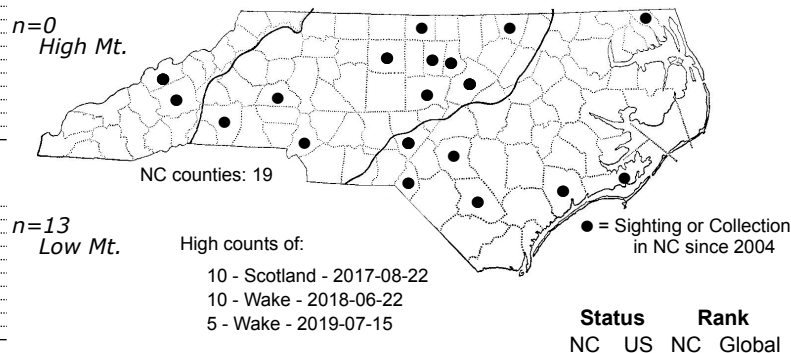 n=0
High Mt.
NC counties: 19
n=13
Low Mt.
High counts of:
10 - Scotland - 2017-08-22
10 - Wake - 2018-06-22
5 - Wake - 2019-07-15
● = Sighting or Collection
in NC since 2004
Status Rank
NC US NC Global